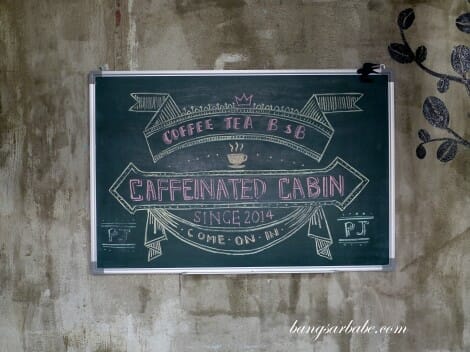 COFFEE TEA B & B
CAFFEINATED CABIN
SINCE 2014
COME · ON · IN
PJ
PJ
bangsarbabe.com